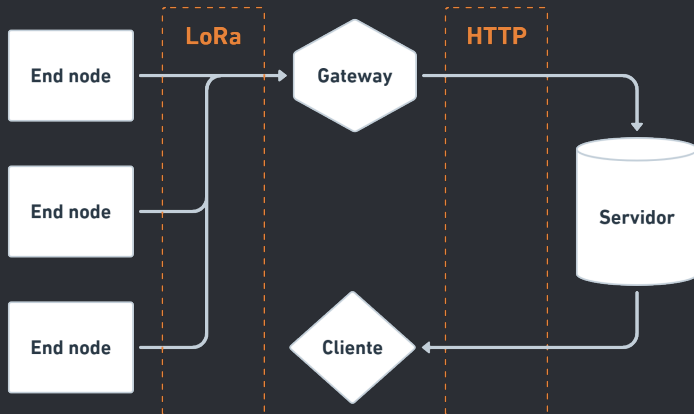 LoRa
HTTP
End node
Gateway
End node
Servidor
End node
Cliente